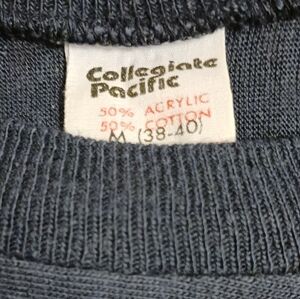 Collegiate
Pacific
50% ACRYLIC
50% COTTON
M (38-40)